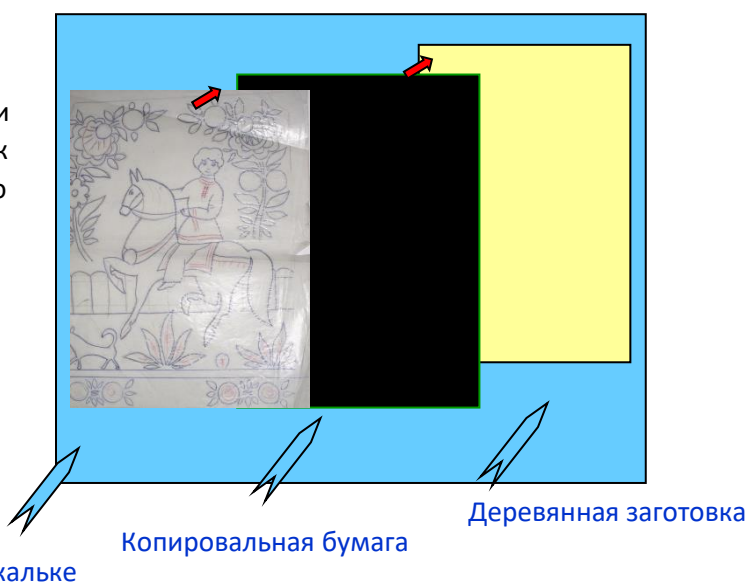 и
к
о
Деревянная заготовка
Копировальная бумага
кальке